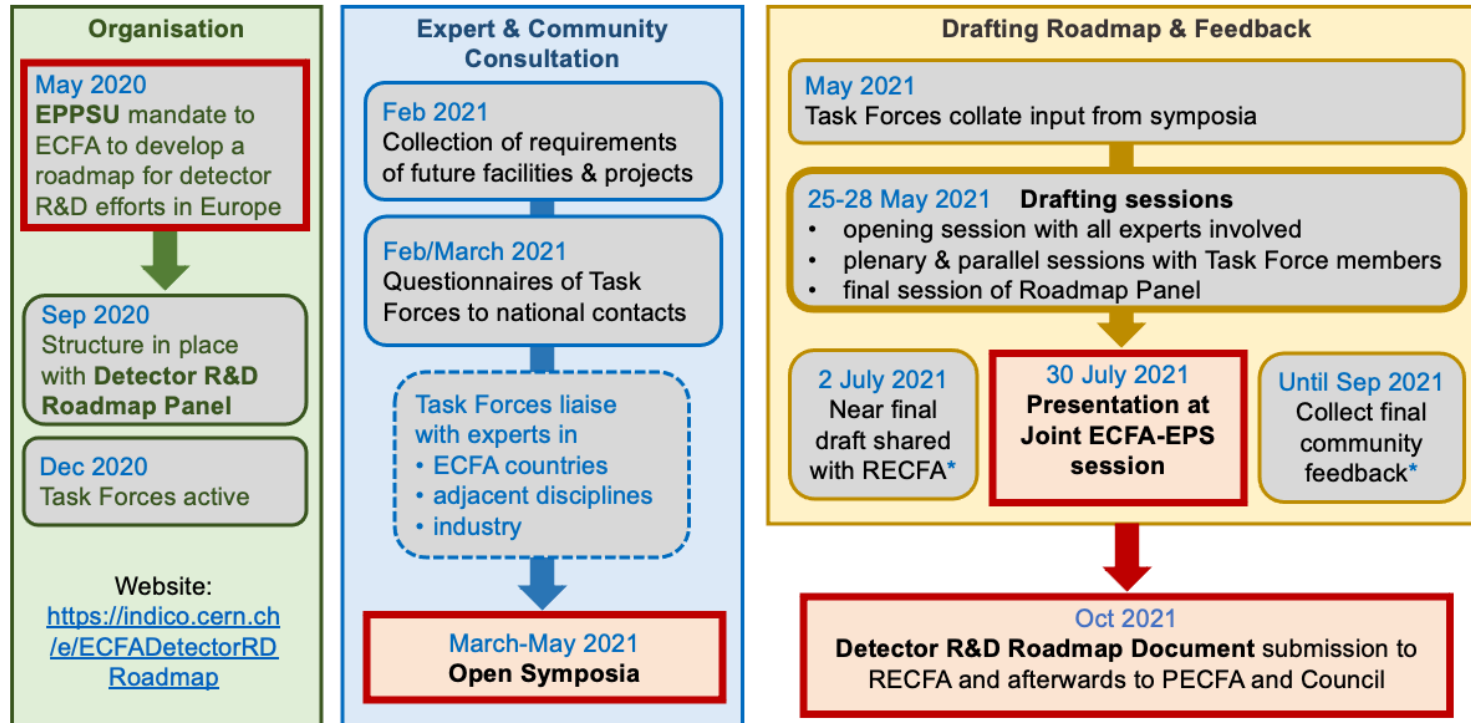 Organisation
May 2020
EPPSU mandate to
ECFA to develop a
roadmap for detector
R&D efforts in Europe
Sep 2020
Structure in place
with Detector R&D
Roadmap Panel
Dec 2020
Task Forces active
Website:
https://indico.cern.ch
/e/ECFADetectorRD
Roadmap
Expert & Community
Consultation
Feb 2021
Collection of requirements
of future facilities & projects
Feb/March 2021
Questionnaires of Task
Forces to national contacts
Task Forces liaise
with experts in
• ECFA countries
• adjacent disciplines
• industry
March-May 2021
Open Symposia
Drafting Roadmap & Feedback
May 2021
Task Forces collate input from symposia
25-28 May 2021 Drafting sessions
• opening session with all experts involved
• plenary & parallel sessions with Task Force members
• final session of Roadmap Panel
2 July 2021
Near final
draft shared
with RECFA*
30 July 2021
Presentation at
Joint ECFA-EPS
session
Until Sep 2021
Collect final
community
feedback*
Oct 2021
Detector R&D Roadmap Document submission to
RECFA and afterwards to PECFA and Council